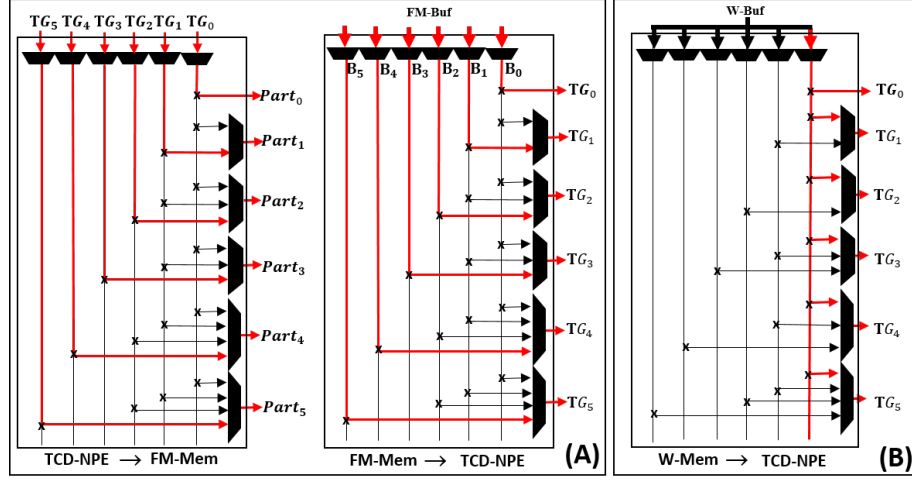 TG₅ TG₄ TG₃ TG₂ TG₁ TG₀
Part₀
Part₁
Part₂
Part₃
Part₄
Part₅
TCD-NPE → FM-Mem
FM-Buf
B₅ B₄ B₃ B₂ B₁ B₀
TG₀
TG₁
TG₂
TG₃
TG₄
TG₅
FM-Mem → TCD-NPE
(A)
W-Buf
TG₀
TG₁
TG₂
TG₃
TG₄
TG₅
W-Mem → TCD-NPE
(B)